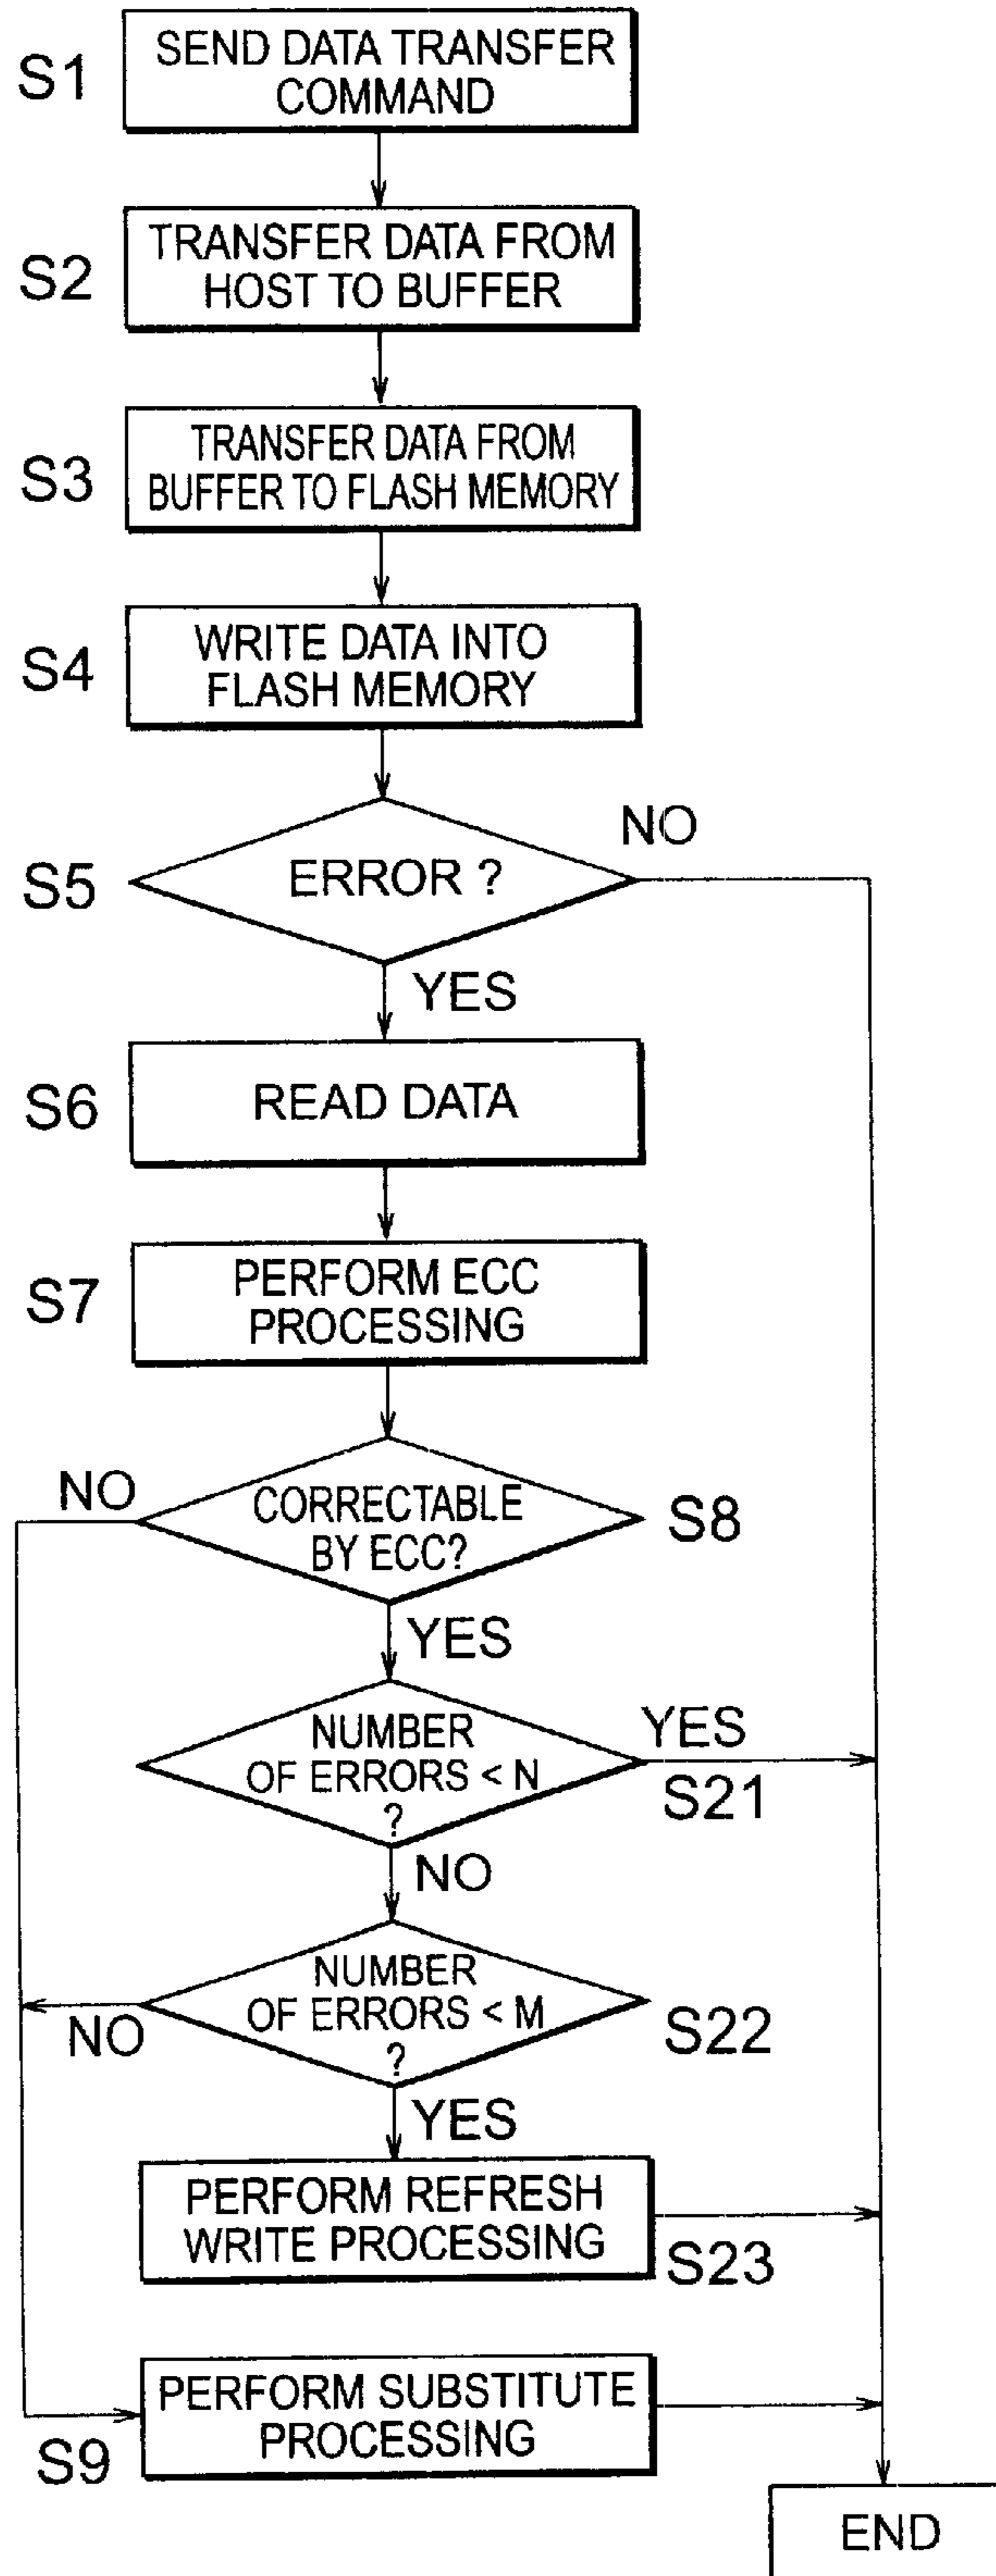 S1
SEND DATA TRANSFER
COMMAND
S2
TRANSFER DATA FROM
HOST TO BUFFER
S3
TRANSFER DATA FROM
BUFFER TO FLASH MEMORY
S4
WRITE DATA INTO
FLASH MEMORY
S5
ERROR ?
NO
YES
S6
READ DATA
S7
PERFORM ECC
PROCESSING
NO
CORRECTABLE
BY ECC?
S8
YES
NUMBER
OF ERRORS < N
?
YES
S21
NO
NUMBER
OF ERRORS < M
?
NO
S22
YES
PERFORM REFRESH
WRITE PROCESSING
S23
PERFORM SUBSTITUTE
PROCESSING
S9
END